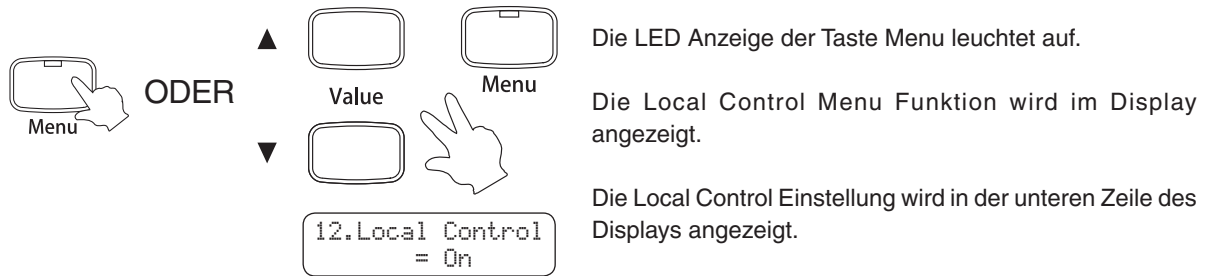 Menu
ODER
▲
Value
▼
Menu
12.Local Control
= On
Die LED Anzeige der Taste Menu leuchtet auf.
Die Local Control Menu Funktion wird im Display
angezeigt.
Die Local Control Einstellung wird in der unteren Zeile des
Displays angezeigt.